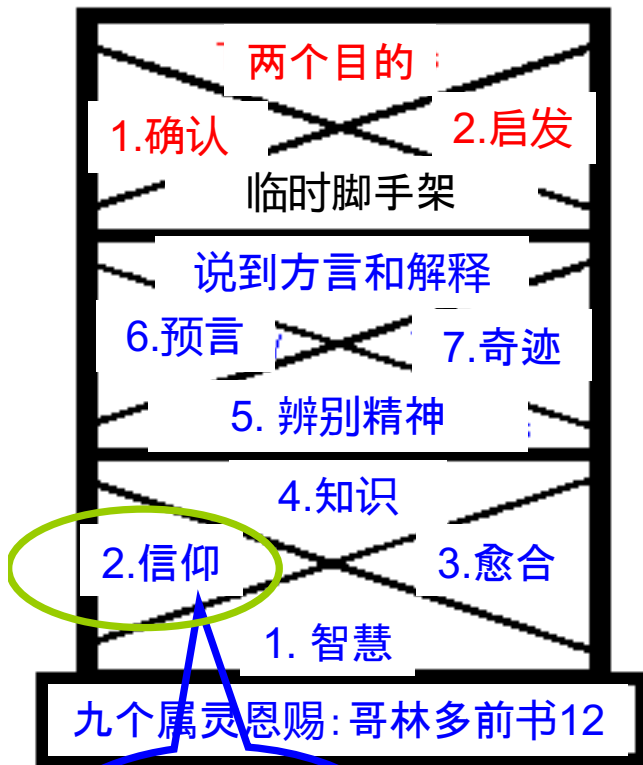 两个目的
1.确认
2.启发
临时脚手架
说到方言和解释
6.预言
7.奇迹
5. 辨别精神
4.知识
2.信仰
3.愈合
1. 智慧
九个属灵恩赐:哥林多前书12